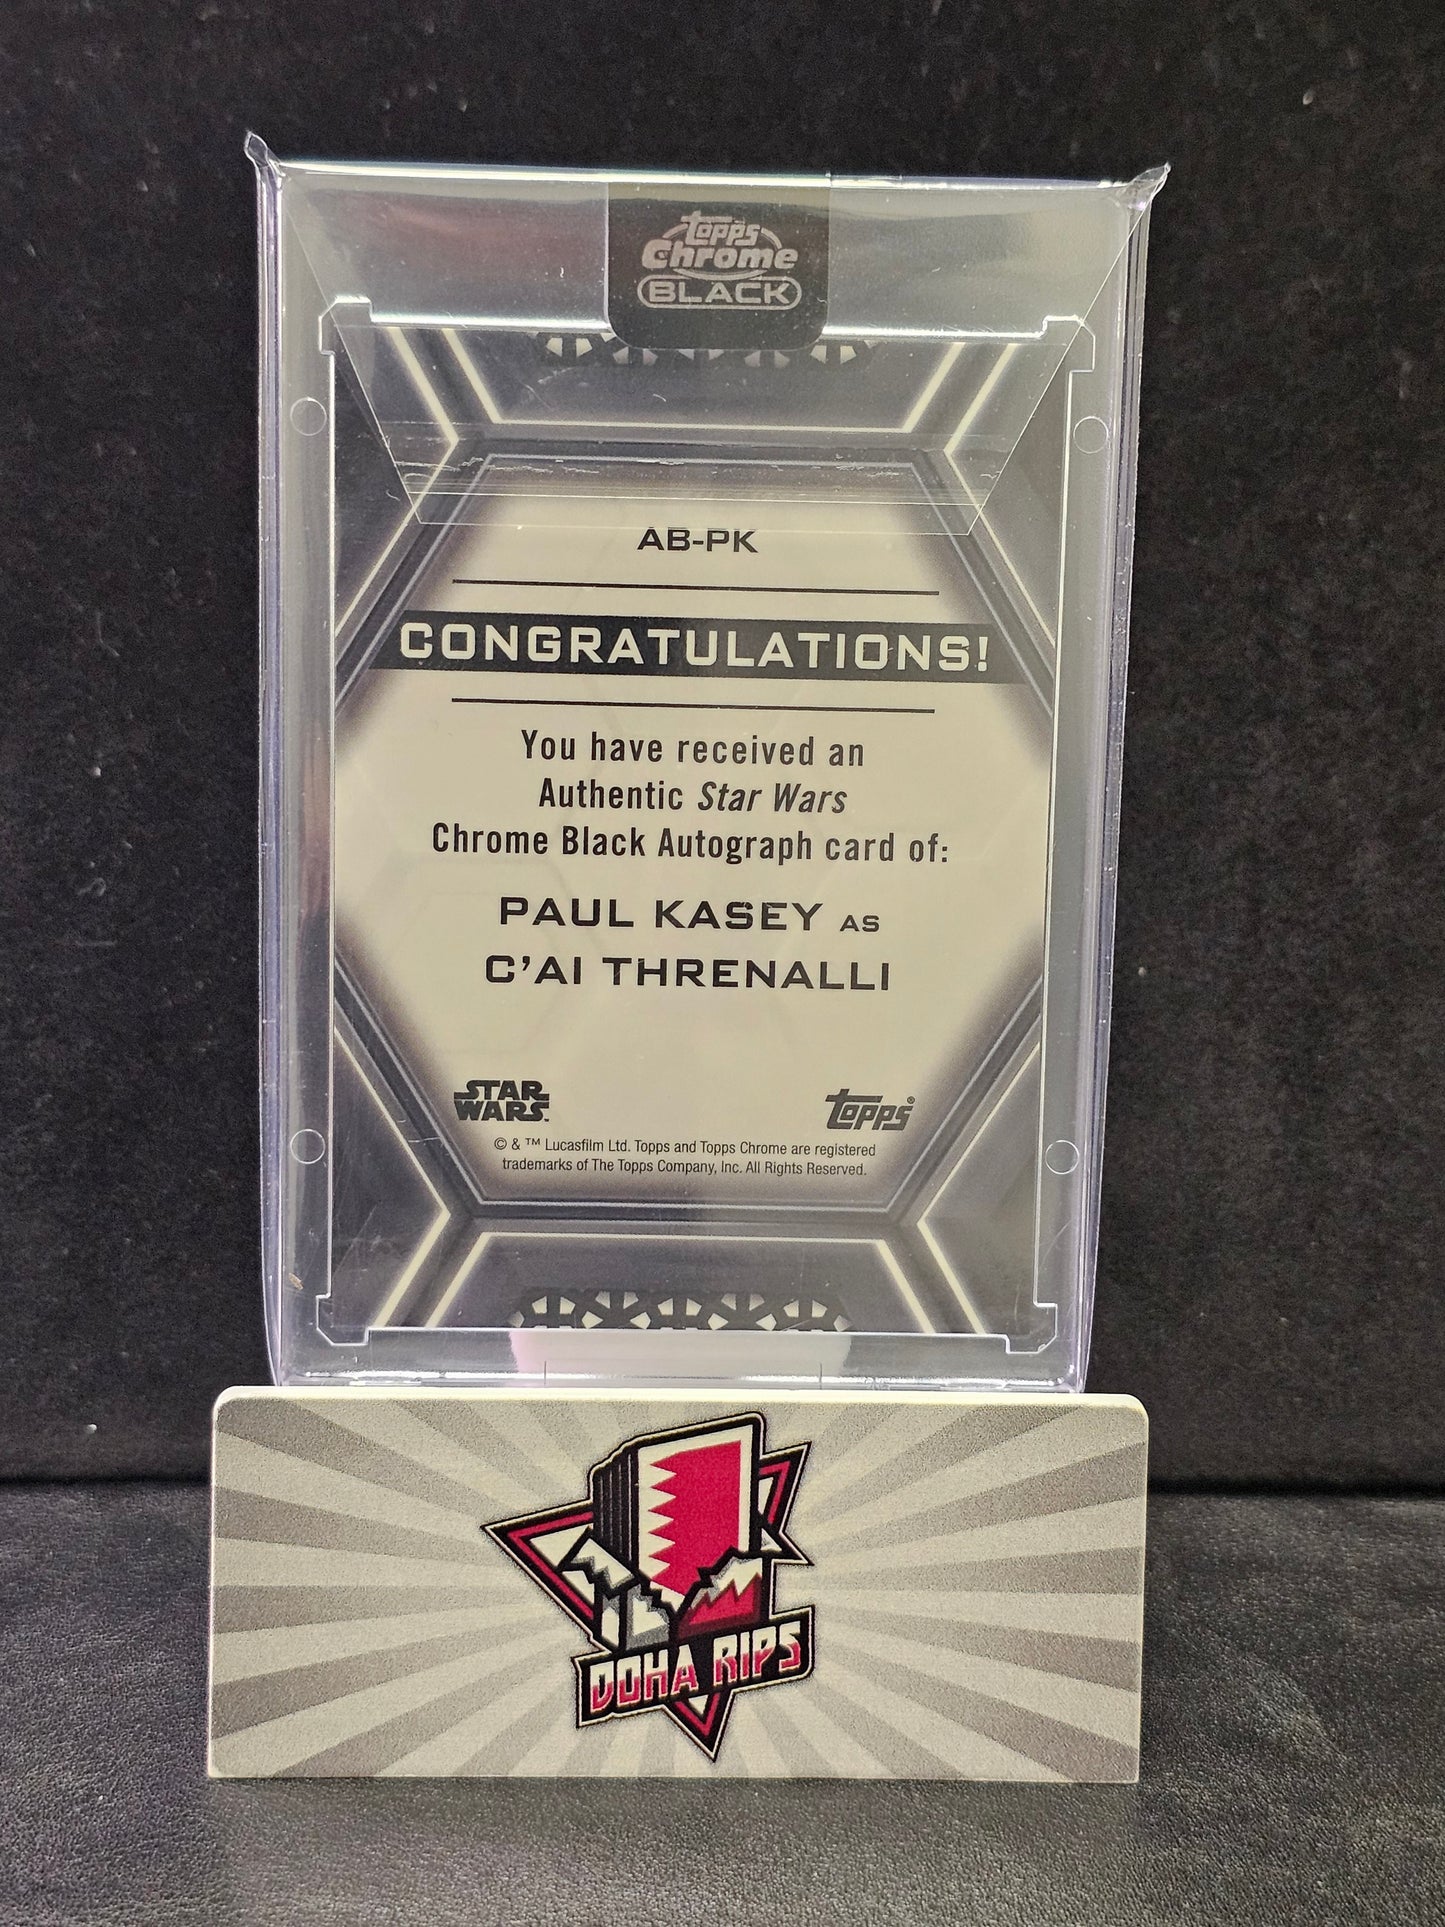 Topps
Chrome
BLACK
AB-PK
CONGRATULATIONS!
You have received an
Authentic Star Wars
Chrome Black Autograph card of:
PAUL KASEY AS
C'AI THRENALLI
STAR
WARS
Topps®
© & ™ Lucasfilm Ltd. Topps and Topps Chrome are registered
trademarks of The Topps Company, Inc. All Rights Reserved.
DOHA RIPS